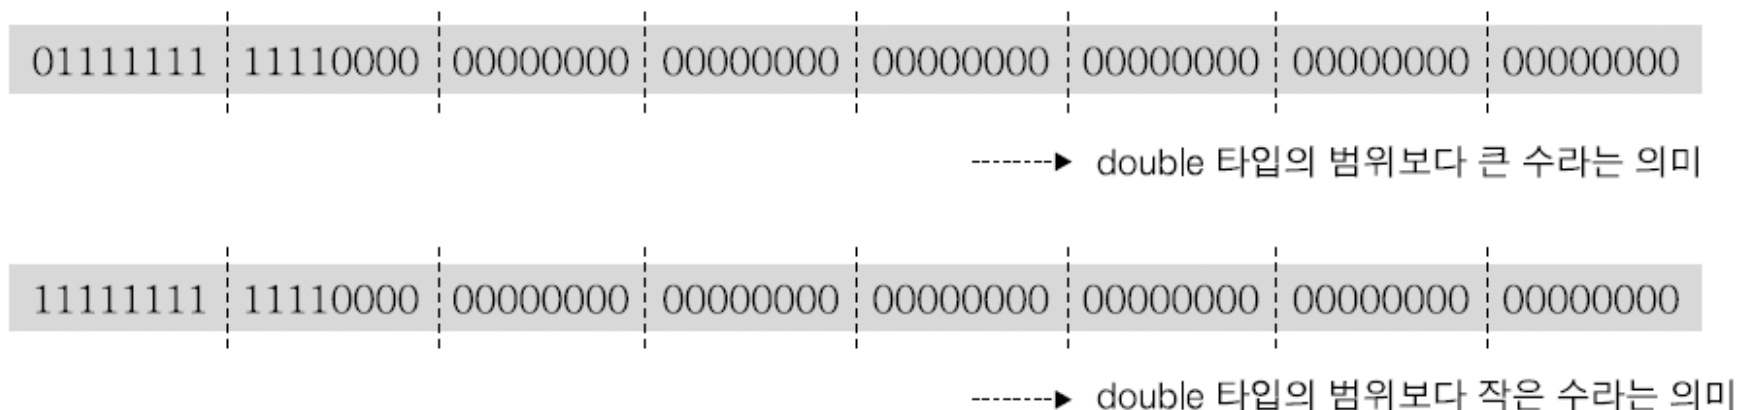 01111111 11110000 00000000 00000000 00000000 00000000 00000000 00000000
double 타입의 범위보다 큰 수라는 의미
11111111 11110000 00000000 00000000 00000000 00000000 00000000 00000000
double 타입의 범위보다 작은 수라는 의미